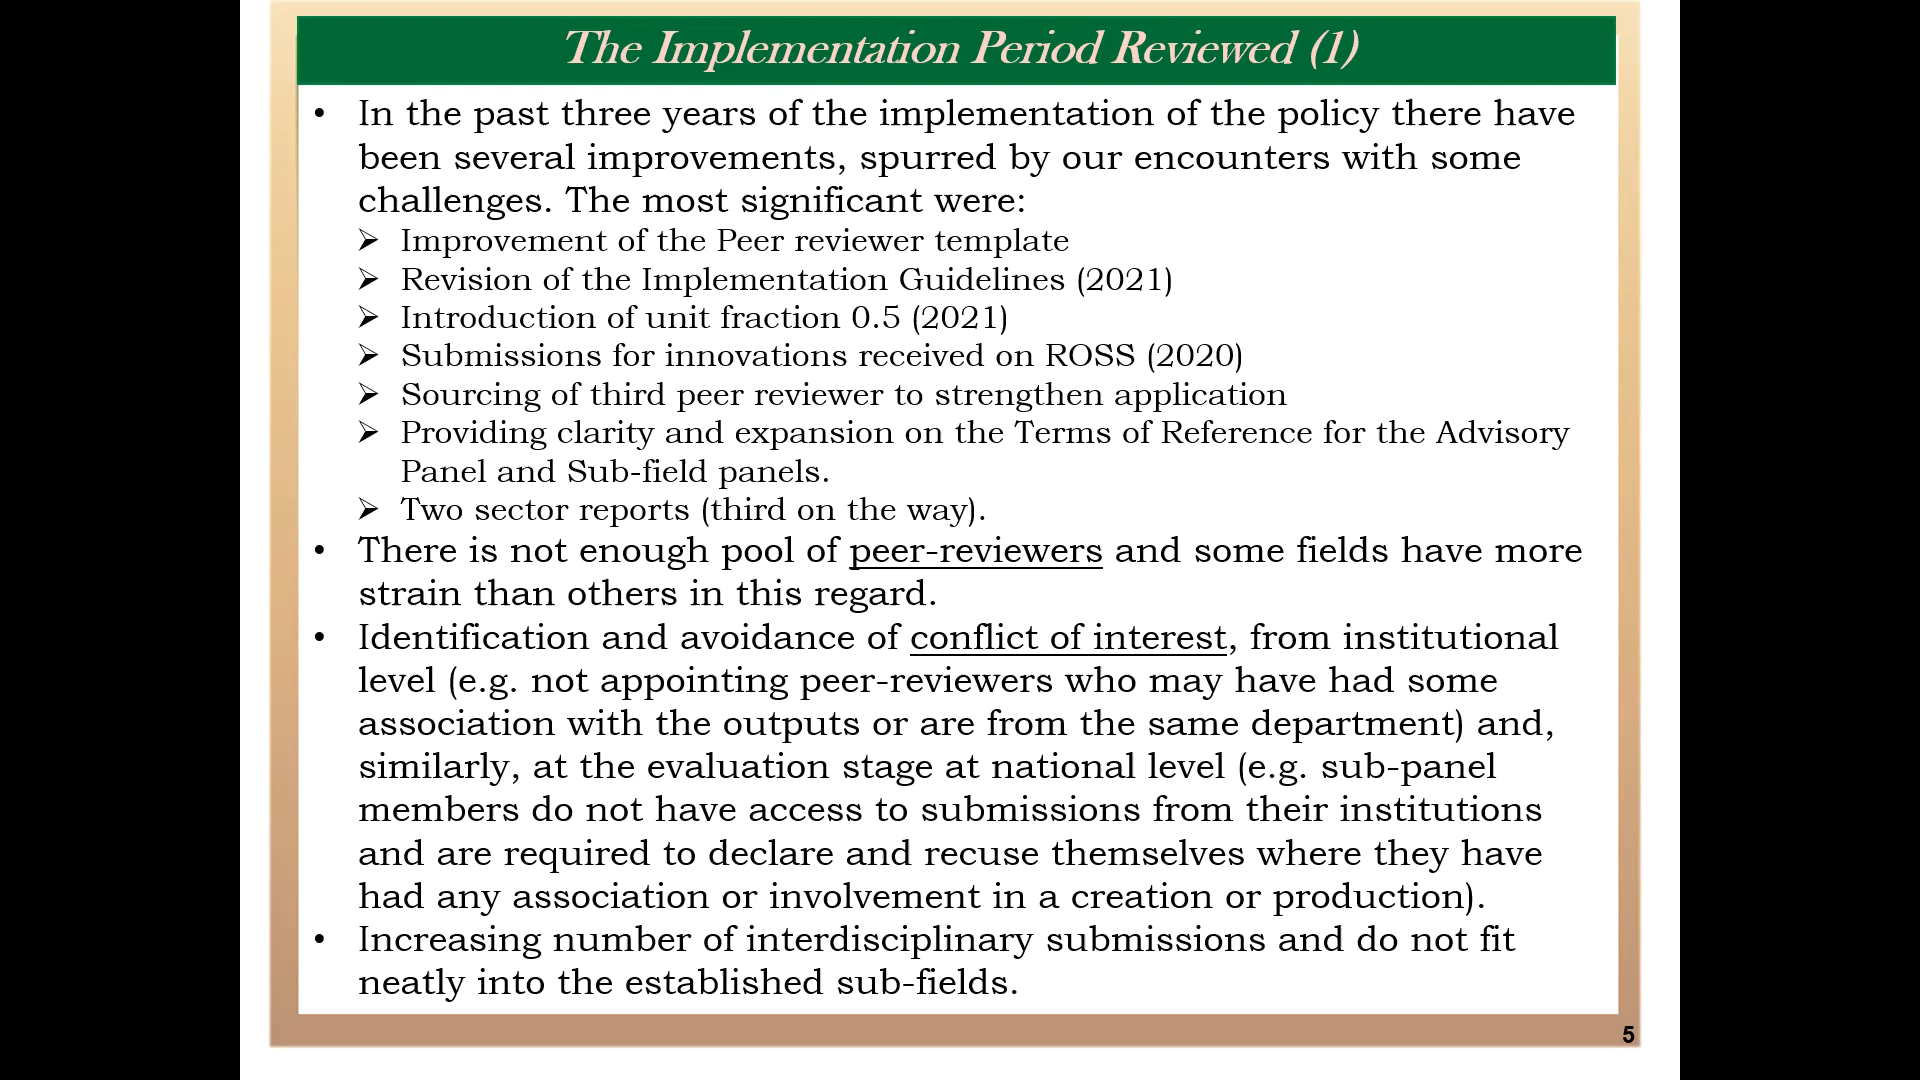 The Implementation Period Reviewed (1)
• In the past three years of the implementation of the policy there have
been several improvements, spurred by our encounters with some
challenges. The most significant were:
➢ Improvement of the Peer reviewer template
➢ Revision of the Implementation Guidelines (2021)
➢ Introduction of unit fraction 0.5 (2021)
➢ Submissions for innovations received on ROSS (2020)
➢ Sourcing of third peer reviewer to strengthen application
➢ Providing clarity and expansion on the Terms of Reference for the Advisory
Panel and Sub-field panels.
➢ Two sector reports (third on the way).
• There is not enough pool of peer-reviewers and some fields have more
strain than others in this regard.
• Identification and avoidance of conflict of interest, from institutional
level (e.g. not appointing peer-reviewers who may have had some
association with the outputs or are from the same department) and,
similarly, at the evaluation stage at national level (e.g. sub-panel
members do not have access to submissions from their institutions
and are required to declare and recuse themselves where they have
had any association or involvement in a creation or production).
• Increasing number of interdisciplinary submissions and do not fit
neatly into the established sub-fields.
5